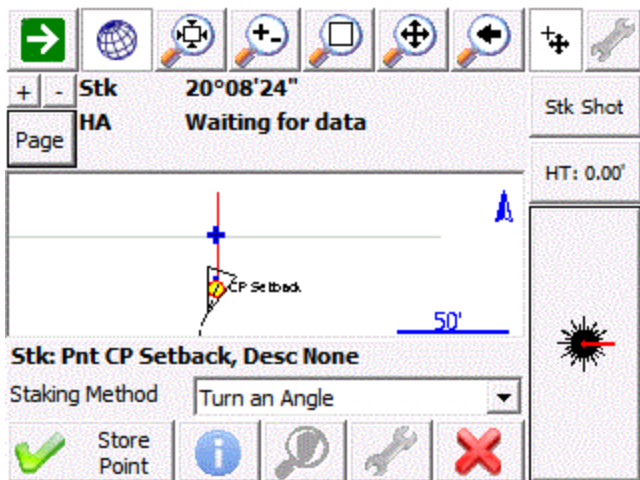 + - Stk 20°08'24"
Page HA Waiting for data
Stk Shot
HT: 0.00'
CP Setback
50'
Stk: Pnt CP Setback, Desc None
Staking Method Turn an Angle
Store
Point